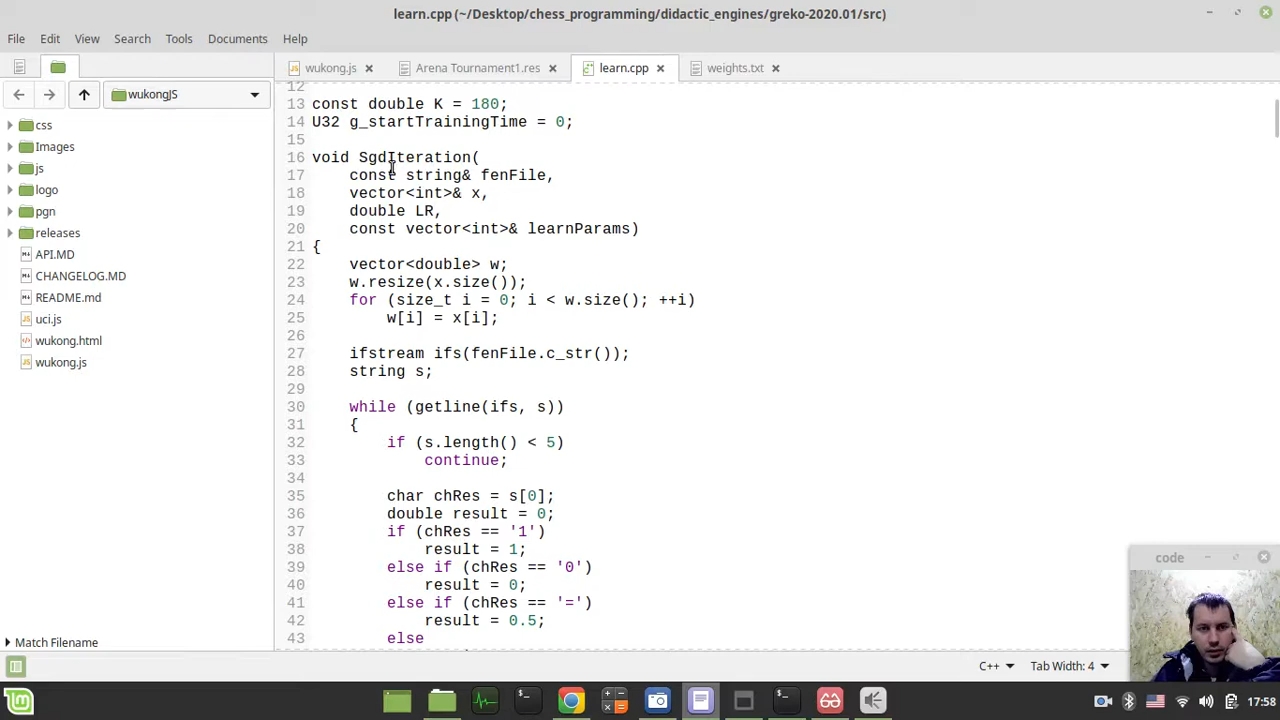 learn.cpp (~/Desktop/chess_programming/didactic_engines/greko-2020.01/src)
File Edit View Search Tools Documents Help
wukong.js Arena Tournament1.res learn.cpp weights.txt
wukongJS
css
Images
js
logo
pgn
releases
API.MD
CHANGELOG.MD
README.md
uci.js
wukong.html
wukong.js
Match Filename
12
13 const double K = 180;
14 U32 g_startTrainingTime = 0;
15
16 void SgdIteration(
17 const string& fenFile,
18 vector<int>& x,
19 double LR,
20 const vector<int>& learnParams)
21 {
22 vector<double> w;
23 w.resize(x.size());
24 for (size_t i = 0; i < w.size(); ++i)
25 w[i] = x[i];
26
27 ifstream ifs(fenFile.c_str());
28 string s;
29
30 while (getline(ifs, s))
31 {
32 if (s.length() < 5)
33 continue;
34
35 char chRes = s[0];
36 double result = 0;
37 if (chRes == '1')
38 result = 1;
39 else if (chRes == '0')
40 result = 0;
41 else if (chRes == '=')
42 result = 0.5;
43 else
code
C++ Tab Width: 4
17:58